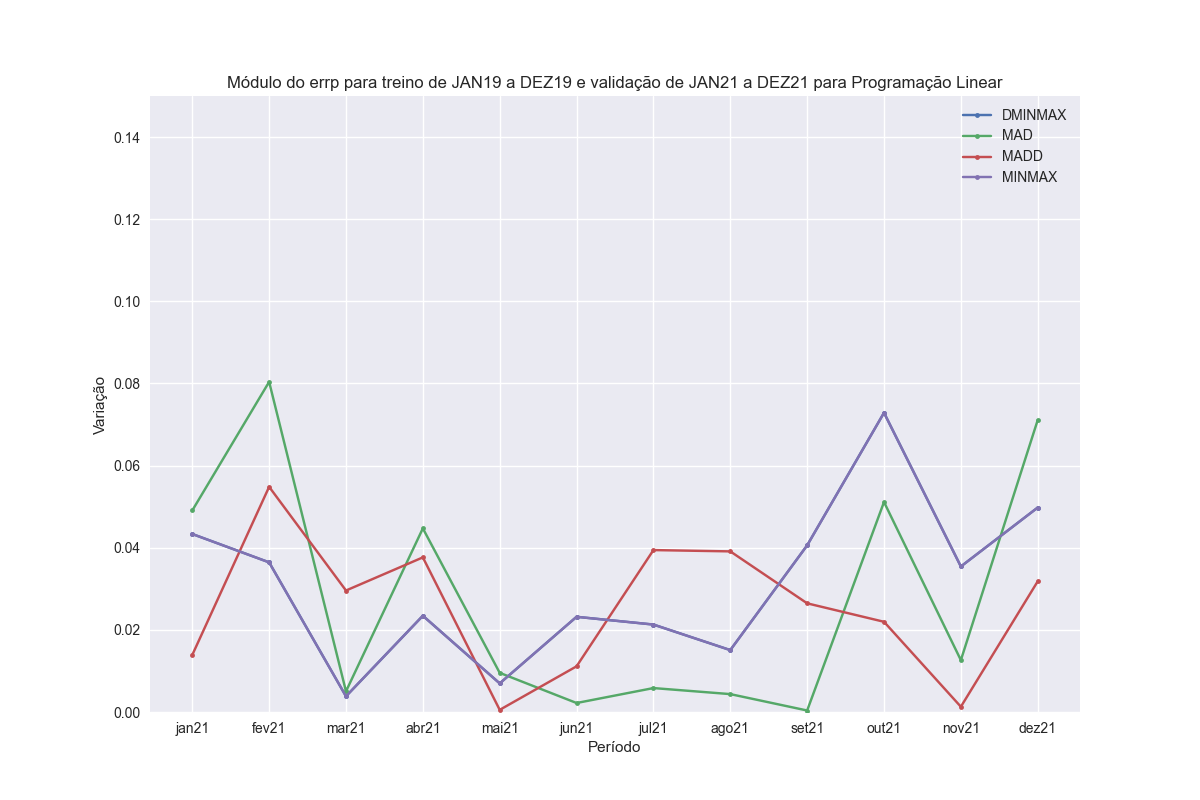 Módulo do errp para treino de JAN19 a DEZ19 e validação de JAN21 a DEZ21 para Programação Linear
DMINMAX
MAD
MADD
MINMAX
0.14
0.12
0.10
0.08
0.06
0.04
0.02
0.00
Variação
jan21 fev21 mar21 abr21 mai21 jun21 jul21 ago21 set21 out21 nov21 dez21
Período